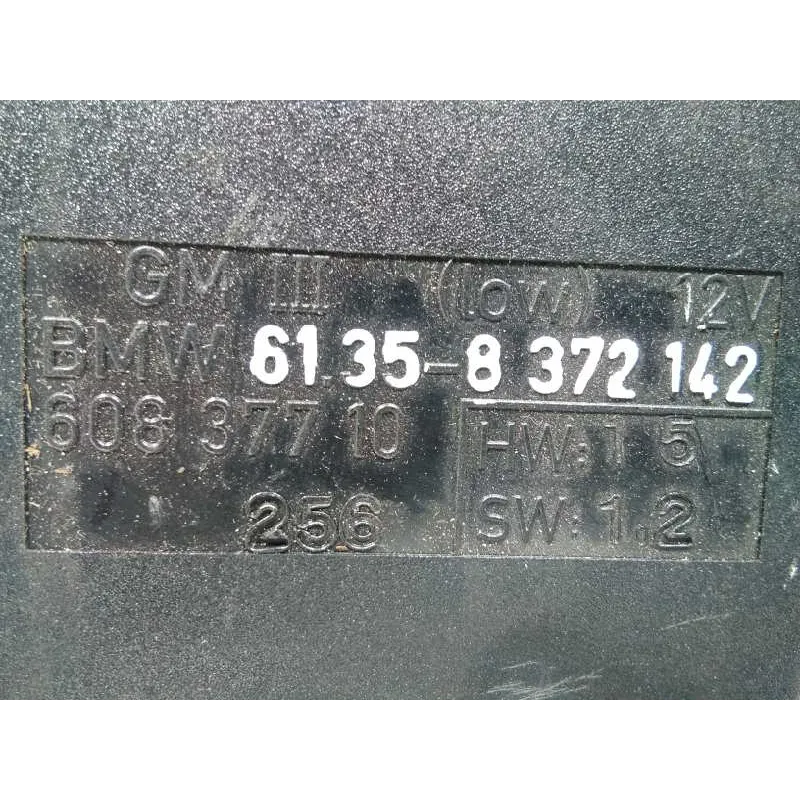 GM III (low) 12V
BMW 61.35-8 372 142
608 377 10
HW: 1 5
256
SW: 1.2